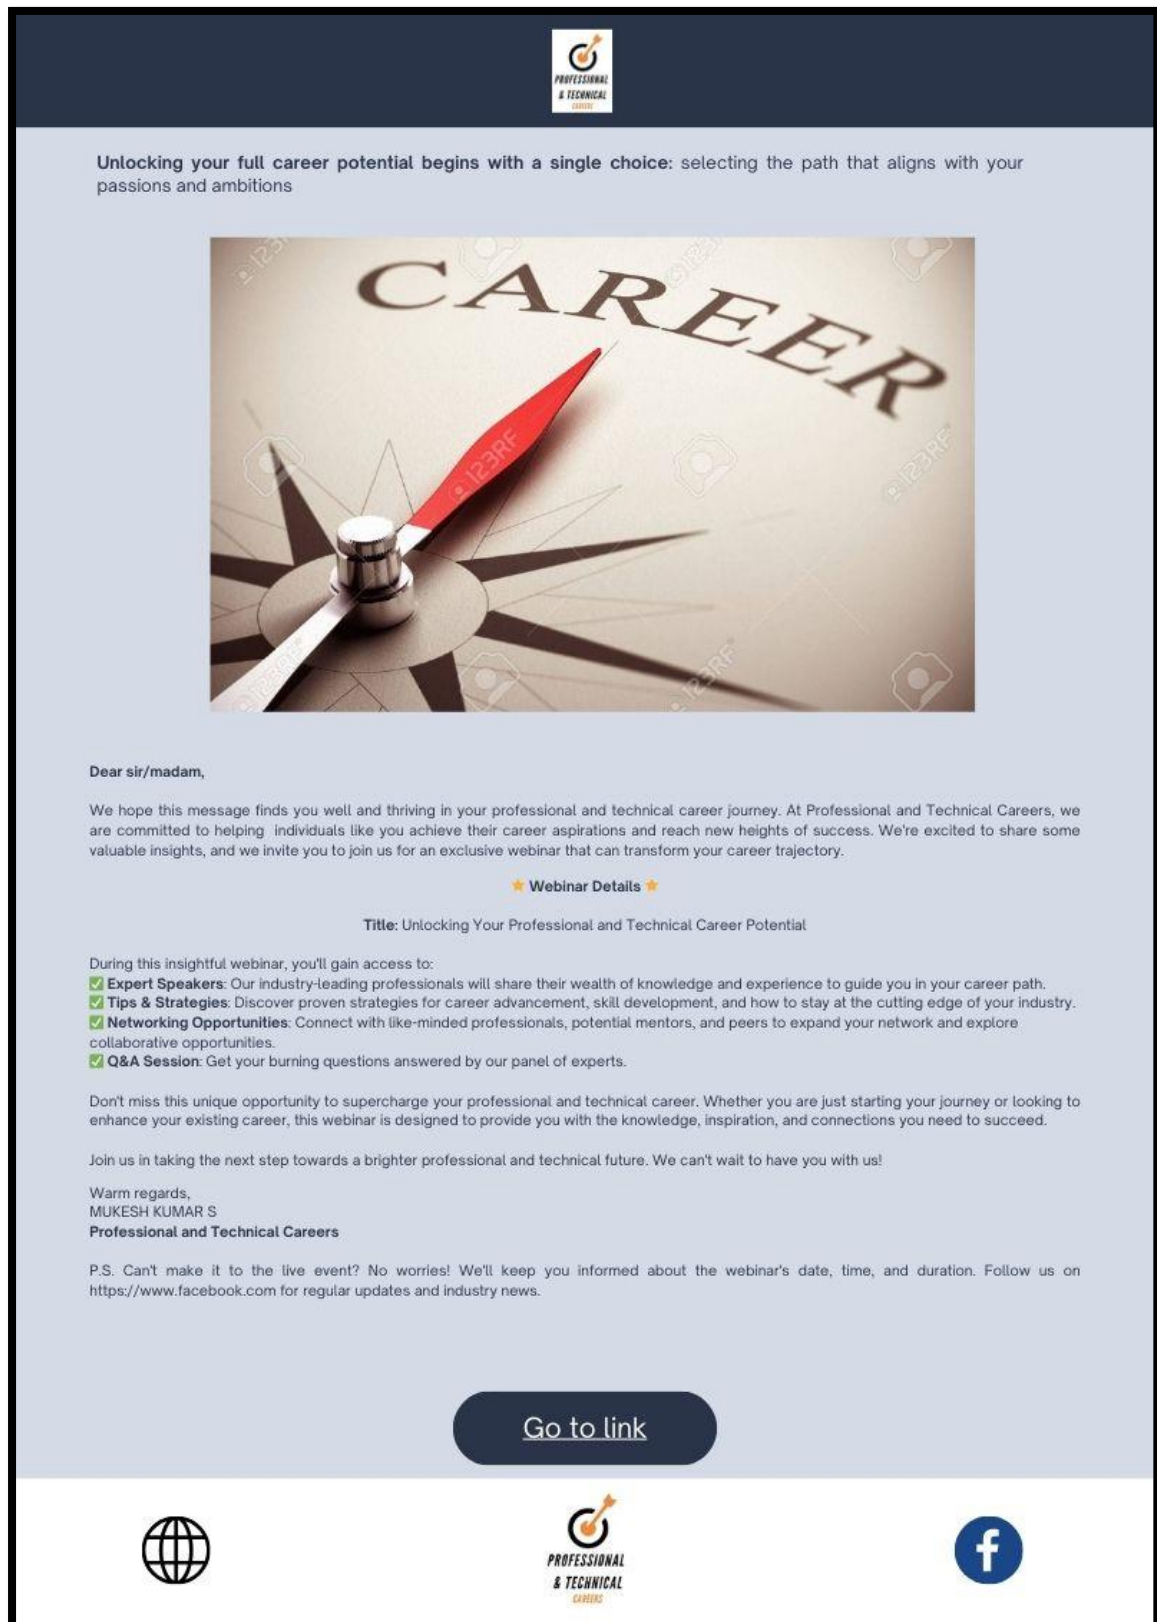 PROFESSIONAL
& TECHNICAL
CAREERS
Unlocking your full career potential begins with a single choice: selecting the path that aligns with your
passions and ambitions
CAREER
123RF
123RF
123RF
123RF
123RF
123RF
Dear sir/madam,
We hope this message finds you well and thriving in your professional and technical career journey. At Professional and Technical Careers, we
are committed to helping individuals like you achieve their career aspirations and reach new heights of success. We're excited to share some
valuable insights, and we invite you to join us for an exclusive webinar that can transform your career trajectory.
⭐ Webinar Details ⭐
Title: Unlocking Your Professional and Technical Career Potential
During this insightful webinar, you'll gain access to:
✅ Expert Speakers: Our industry-leading professionals will share their wealth of knowledge and experience to guide you in your career path.
✅ Tips & Strategies: Discover proven strategies for career advancement, skill development, and how to stay at the cutting edge of your industry.
✅ Networking Opportunities: Connect with like-minded professionals, potential mentors, and peers to expand your network and explore
collaborative opportunities.
✅ Q&A Session: Get your burning questions answered by our panel of experts.
Don't miss this unique opportunity to supercharge your professional and technical career. Whether you are just starting your journey or looking to
enhance your existing career, this webinar is designed to provide you with the knowledge, inspiration, and connections you need to succeed.
Join us in taking the next step towards a brighter professional and technical future. We can't wait to have you with us!
Warm regards,
MUKESH KUMAR S
Professional and Technical Careers
P.S. Can't make it to the live event? No worries! We'll keep you informed about the webinar's date, time, and duration. Follow us on
https://www.facebook.com for regular updates and industry news.
Go to link
PROFESSIONAL
& TECHNICAL
CAREERS